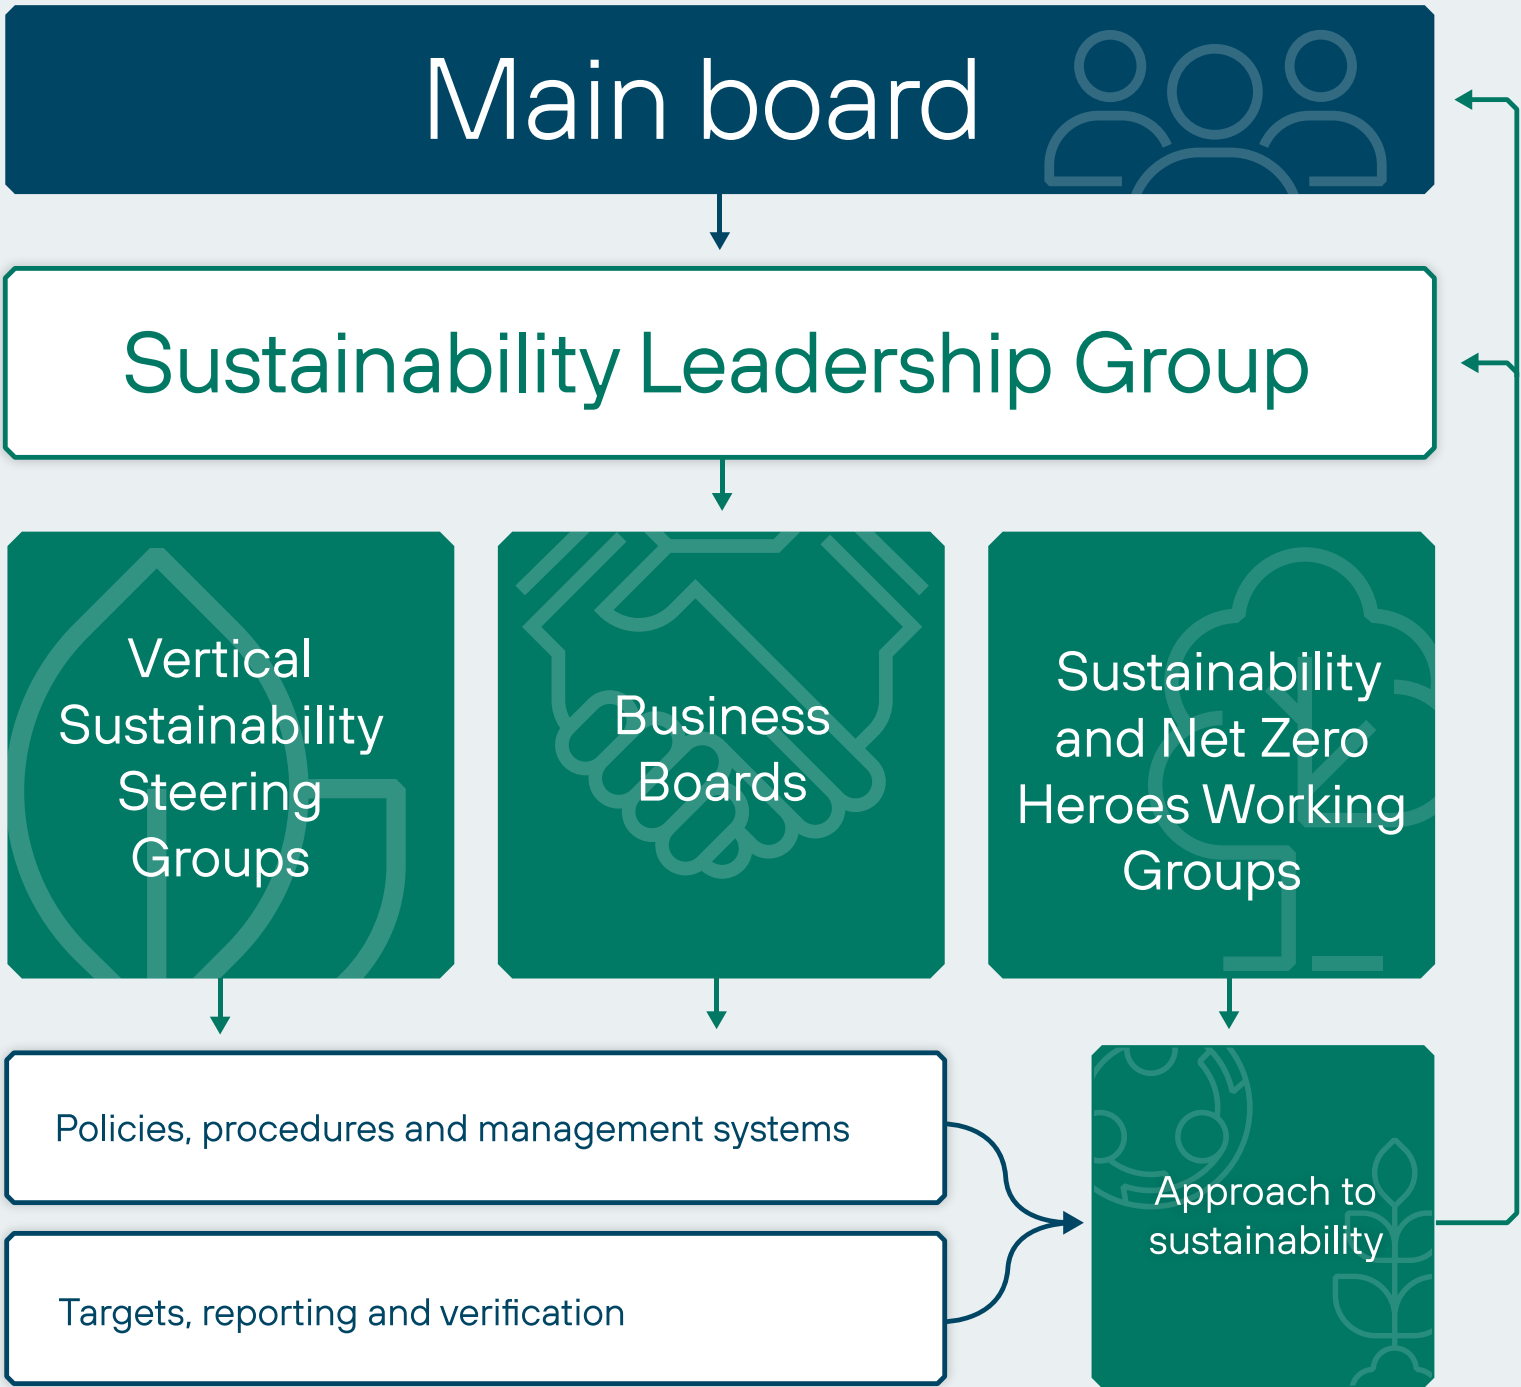 Main board
Sustainability Leadership Group
Vertical
Sustainability
Steering
Groups
Business
Boards
Sustainability
and Net Zero
Heroes Working
Groups
Policies, procedures and management systems
Targets, reporting and verification
Approach to
sustainability